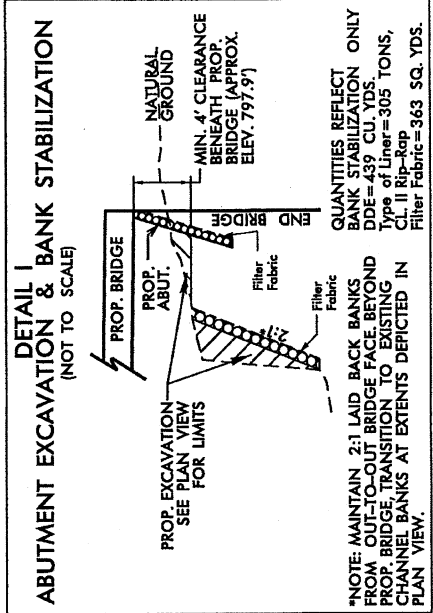 DETAIL I
ABUTMENT EXCAVATION & BANK STABILIZATION
(NOT TO SCALE)
PROP. BRIDGE
PROP.
ABUT.
NATURAL
GROUND
MIN. 4' CLEARANCE
BENEATH PROP.
BRIDGE (APPROX.
ELEV. 797.9')
PROP. EXCAVATION
SEE PLAN VIEW
FOR LIMITS
END BRIDGE
Filter
Fabric
2:1*
Filter
Fabric
*NOTE: MAINTAIN 2:1 LAID BACK BANKS
FROM OUT-TO-OUT BRIDGE FACE. BEYOND
PROP. BRIDGE, TRANSITION TO EXISTING
CHANNEL BANKS AT EXTENTS DEPICTED IN
PLAN VIEW.
QUANTITIES REFLECT
BANK STABILIZATION ONLY
DDE=439 CU. YDS.
Type of Liner=305 TONS,
CL. II Rip-Rap
Filter Fabric=363 SQ. YDS.